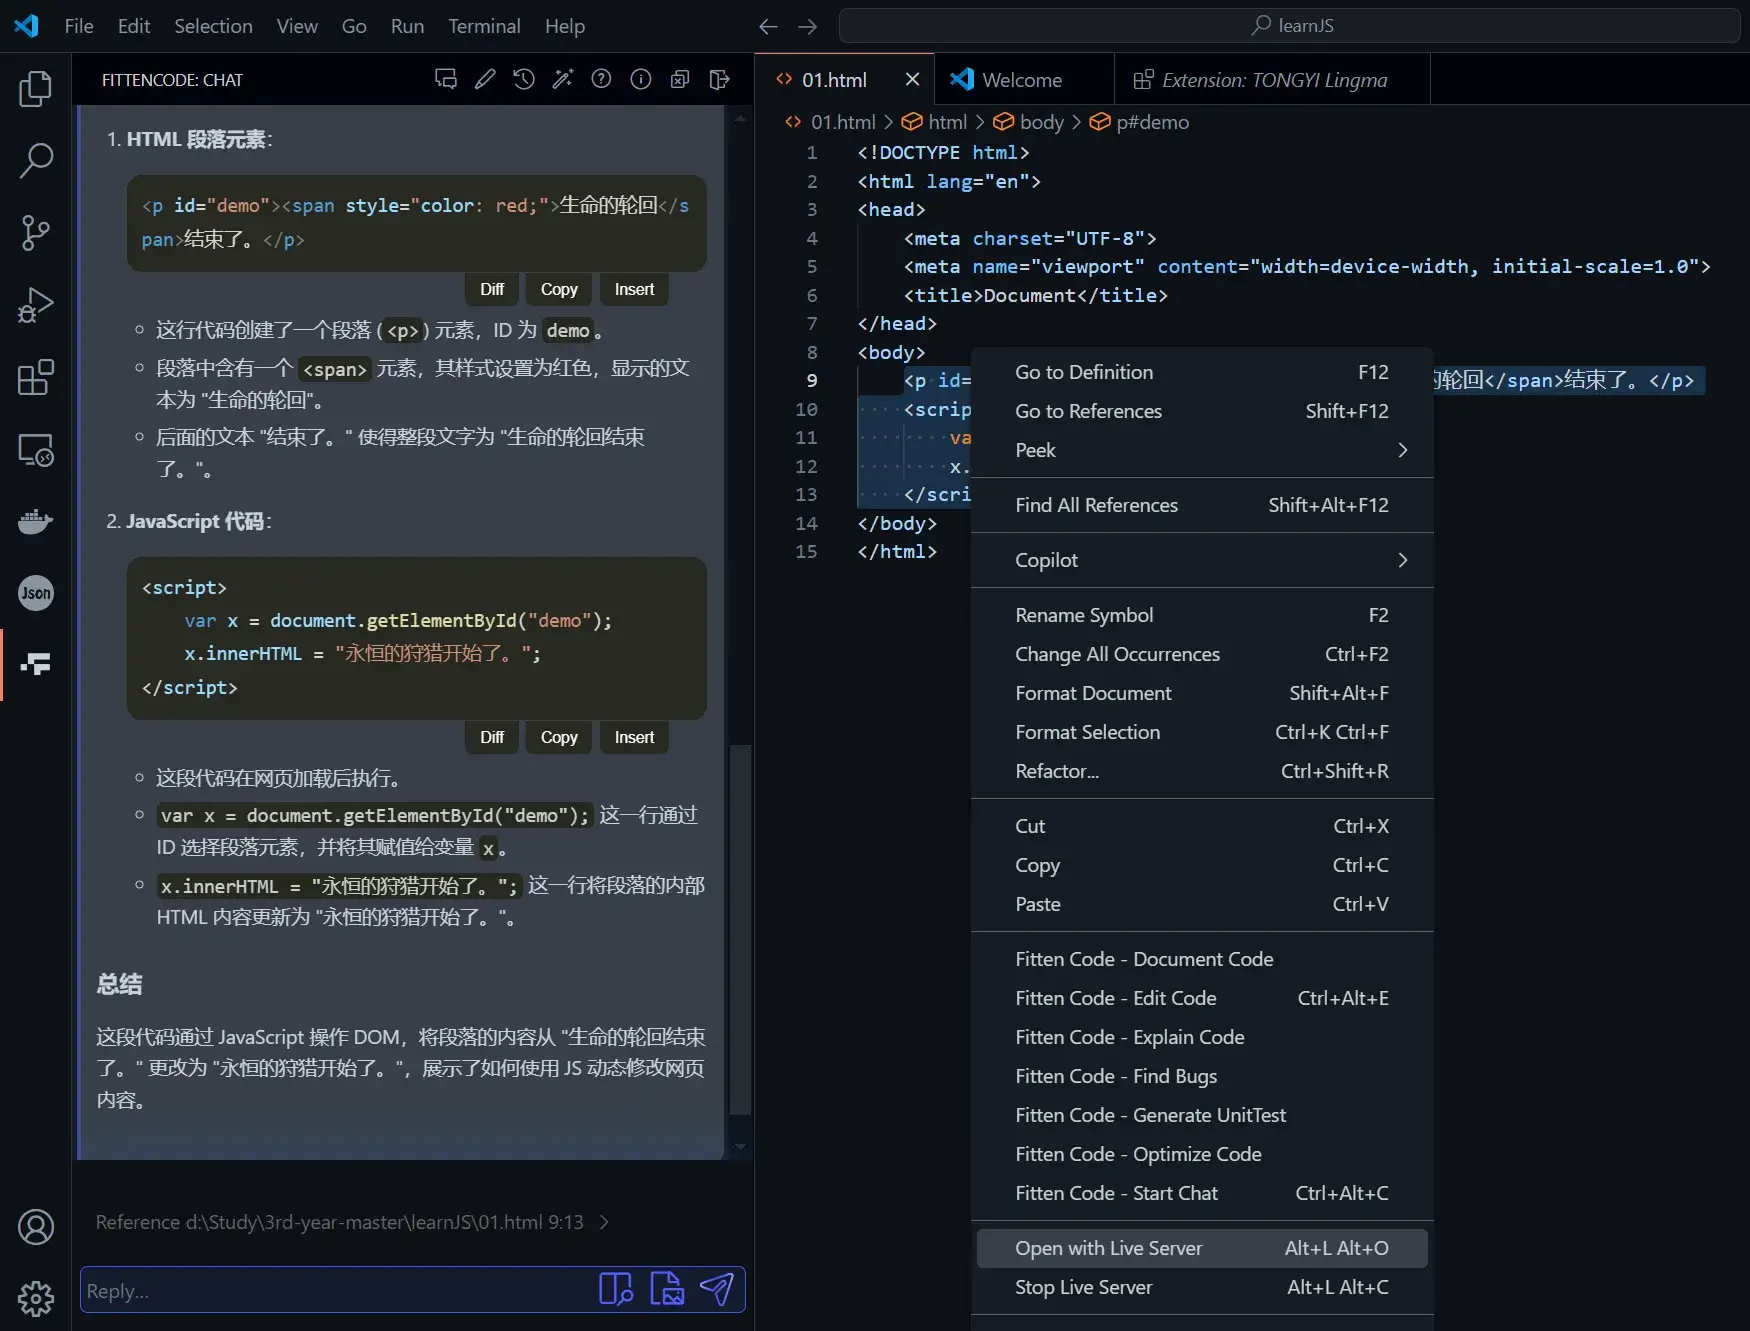 File Edit Selection View Go Run Terminal Help
learnJS
FITTENCODE: CHAT
1. HTML 段落元素:
<p id="demo"><span style="color: red;">生命的轮回</s
pan>结束了。</p>
Diff Copy Insert
这行代码创建了一个段落 (<p>) 元素，ID 为 demo。
段落中含有一个 <span> 元素，其样式设置为红色，显示的文
本为 "生命的轮回"。
后面的文本 "结束了。" 使得整段文字为 "生命的轮回结束
了。"。
2. JavaScript 代码:
<script>
var x = document.getElementById("demo");
x.innerHTML = "永恒的狩猎开始了。";
</script>
Diff Copy Insert
这段代码在网页加载后执行。
var x = document.getElementById("demo"); 这一行通过
ID 选择段落元素，并将其赋值给变量 x。
x.innerHTML = "永恒的狩猎开始了。"; 这一行将段落的内部
HTML 内容更新为 "永恒的狩猎开始了。"。
总结
这段代码通过 JavaScript 操作 DOM，将段落的内容从 "生命的轮回结束
了。" 更改为 "永恒的狩猎开始了。"，展示了如何使用 JS 动态修改网页
内容。
Reference d:\Study\3rd-year-master\learnJS\01.html 9:13 >
Reply...
Json
01.html Welcome Extension: TONGYI Lingma
01.html > html > body > p#demo
1 <!DOCTYPE html>
2 <html lang="en">
3 <head>
4 <meta charset="UTF-8">
5 <meta name="viewport" content="width=device-width, initial-scale=1.0">
6 <title>Document</title>
7 </head>
8 <body>
9 <p id= 的轮回</span>结束了。</p>
10 <scrip
11 va
12 x.
13 </scri
14 </body>
15 </html>
Go to Definition F12
Go to References Shift+F12
Peek
Find All References Shift+Alt+F12
Copilot
Rename Symbol F2
Change All Occurrences Ctrl+F2
Format Document Shift+Alt+F
Format Selection Ctrl+K Ctrl+F
Refactor... Ctrl+Shift+R
Cut Ctrl+X
Copy Ctrl+C
Paste Ctrl+V
Fitten Code - Document Code
Fitten Code - Edit Code Ctrl+Alt+E
Fitten Code - Explain Code
Fitten Code - Find Bugs
Fitten Code - Generate UnitTest
Fitten Code - Optimize Code
Fitten Code - Start Chat Ctrl+Alt+C
Open with Live Server Alt+L Alt+O
Stop Live Server Alt+L Alt+C